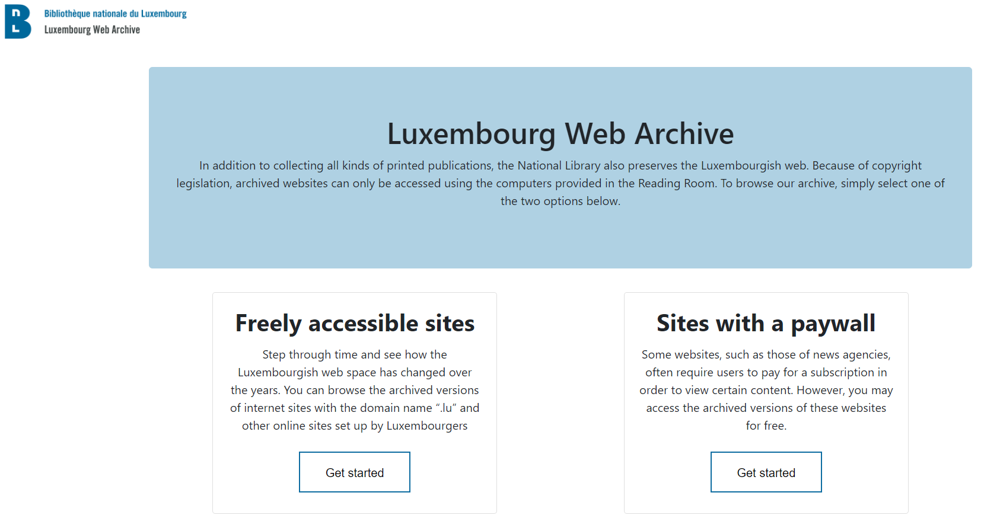 Bibliothèque nationale du Luxembourg
Luxembourg Web Archive
Luxembourg Web Archive
In addition to collecting all kinds of printed publications, the National Library also preserves the Luxembourgish web. Because of copyright
legislation, archived websites can only be accessed using the computers provided in the Reading Room. To browse our archive, simply select one of
the two options below.
Freely accessible sites
Step through time and see how the
Luxembourgish web space has changed over
the years. You can browse the archived versions
of internet sites with the domain name “.lu” and
other online sites set up by Luxembourgers
Get started
Sites with a paywall
Some websites, such as those of news agencies,
often require users to pay for a subscription in
order to view certain content. However, you may
access the archived versions of these websites
for free.
Get started